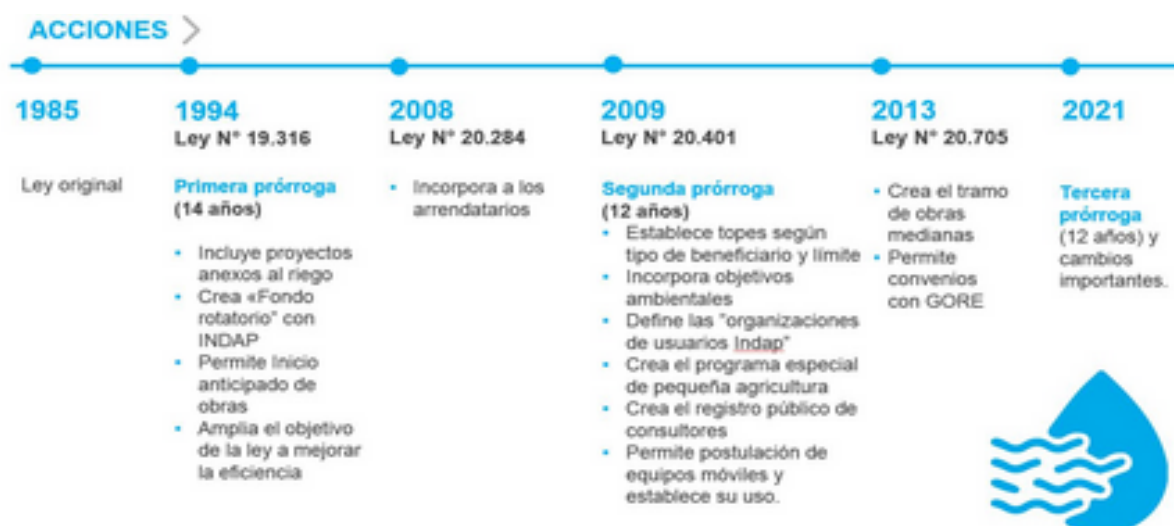 ACCIONES
1985
Ley original
1994
Ley N° 19.316
Primera prórroga
(14 años)
• Incluye proyectos
anexos al riego
• Crea «Fondo
rotatorio" con
INDAP
• Permite Inicio
anticipado de
obras
• Amplia el objetivo
de la ley a mejorar
la eficiencia
2008
Ley N° 20.284
• Incorpora a los
arrendatarios
2009
Ley N° 20.401
Segunda prórroga
(12 años)
• Establece topes según
tipo de beneficiario y límite
• Incorpora objetivos
ambientales
• Define las "organizaciones
de usuarios Indap"
• Crea el programa especial
de pequeña agricultura
• Crea el registro público de
consultores
• Permite postulación de
equipos móviles y
establece su uso.
2013
Ley N° 20.705
• Crea el tramo
de obras
medianas
• Permite
convenios
con GORE
2021
Tercera
prórroga
(12 años) y
cambios
importantes.